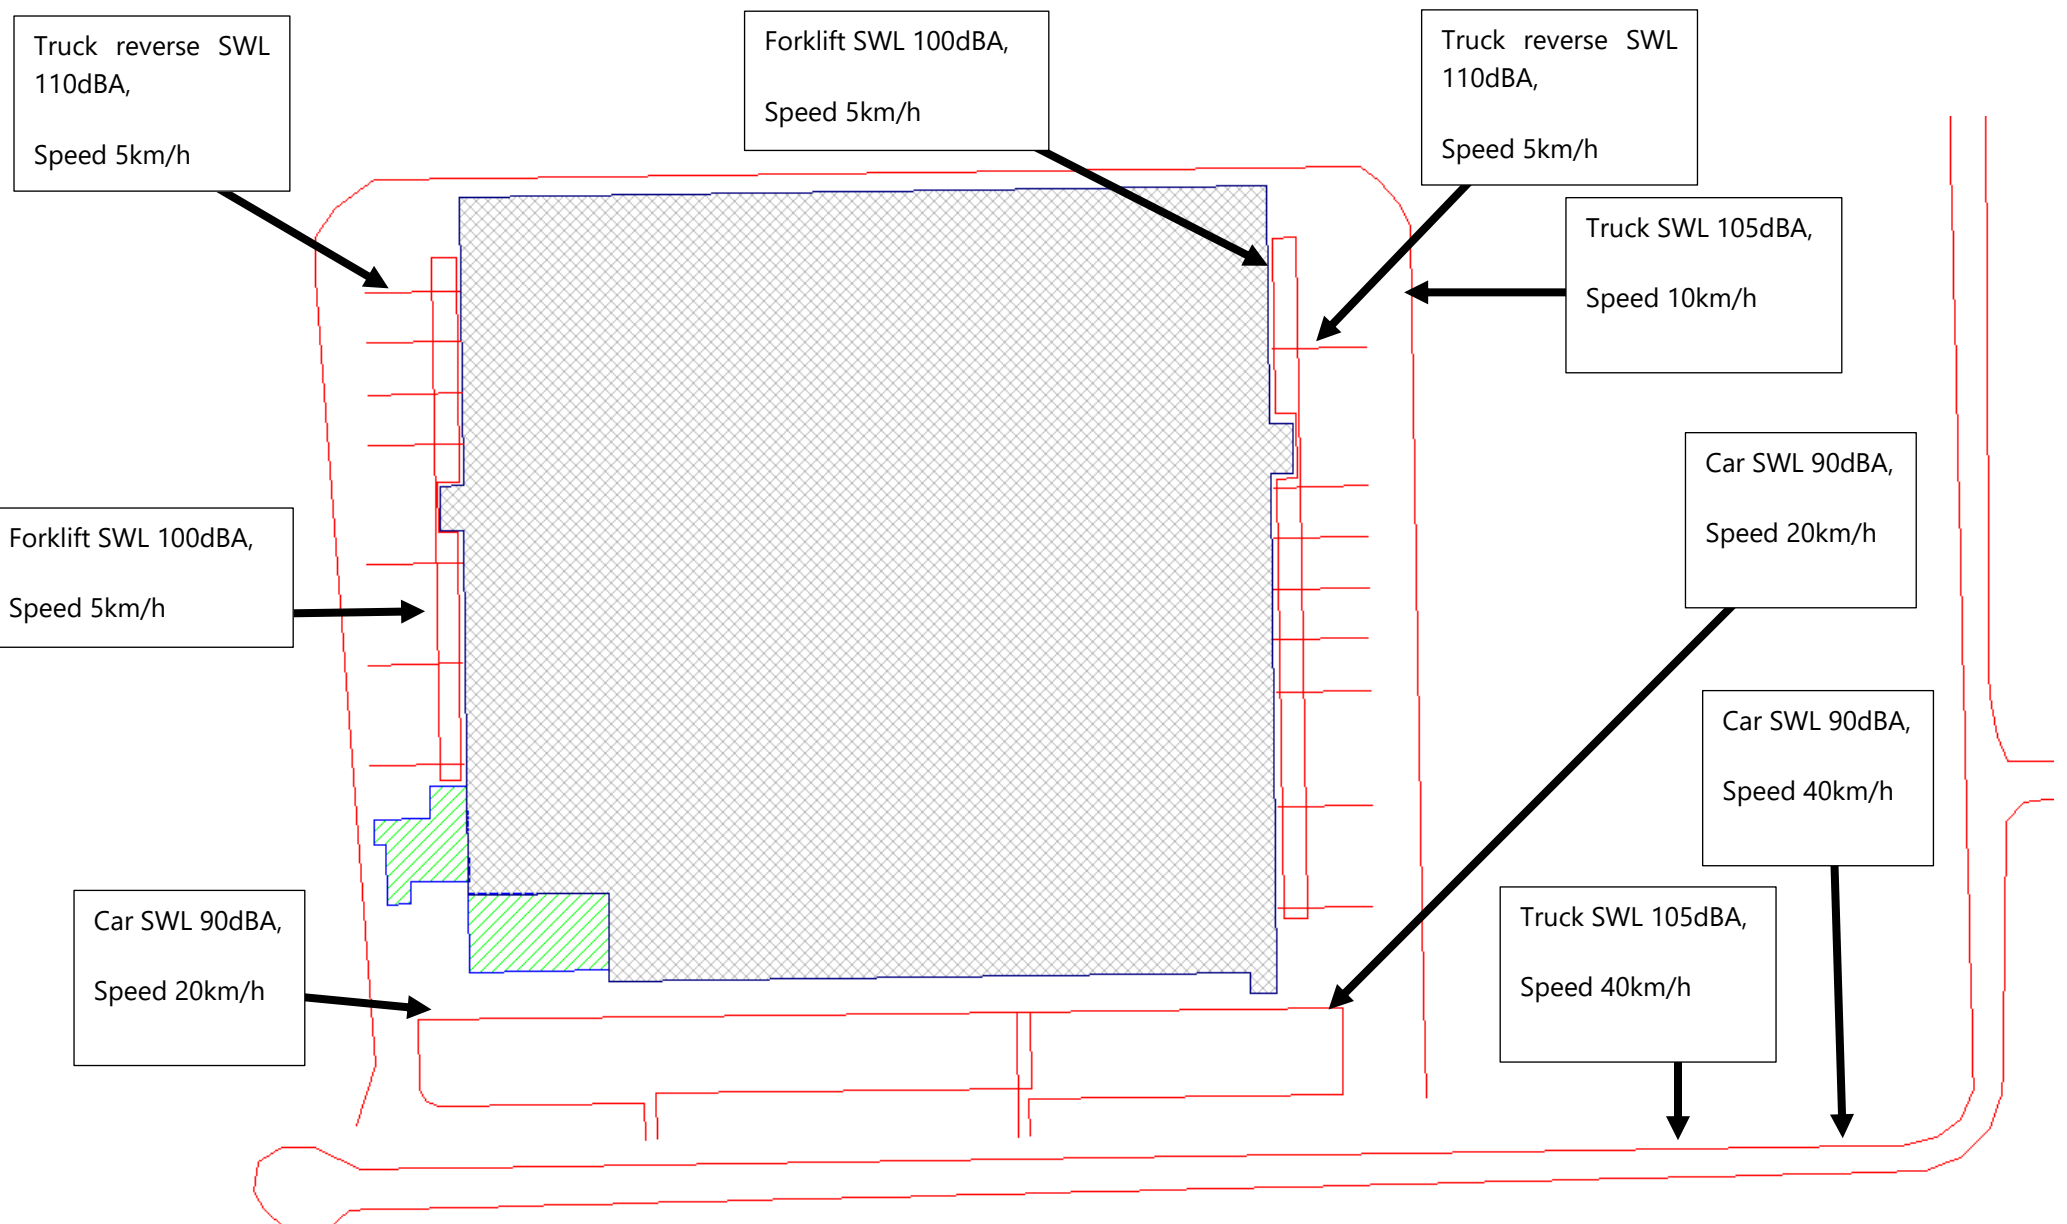 Truck reverse SWL
110dBA,
Speed 5km/h
Forklift SWL 100dBA,
Speed 5km/h
Truck reverse SWL
110dBA,
Speed 5km/h
Truck SWL 105dBA,
Speed 10km/h
Car SWL 90dBA,
Speed 20km/h
Forklift SWL 100dBA,
Speed 5km/h
Car SWL 90dBA,
Speed 40km/h
Truck SWL 105dBA,
Speed 40km/h
Car SWL 90dBA,
Speed 20km/h